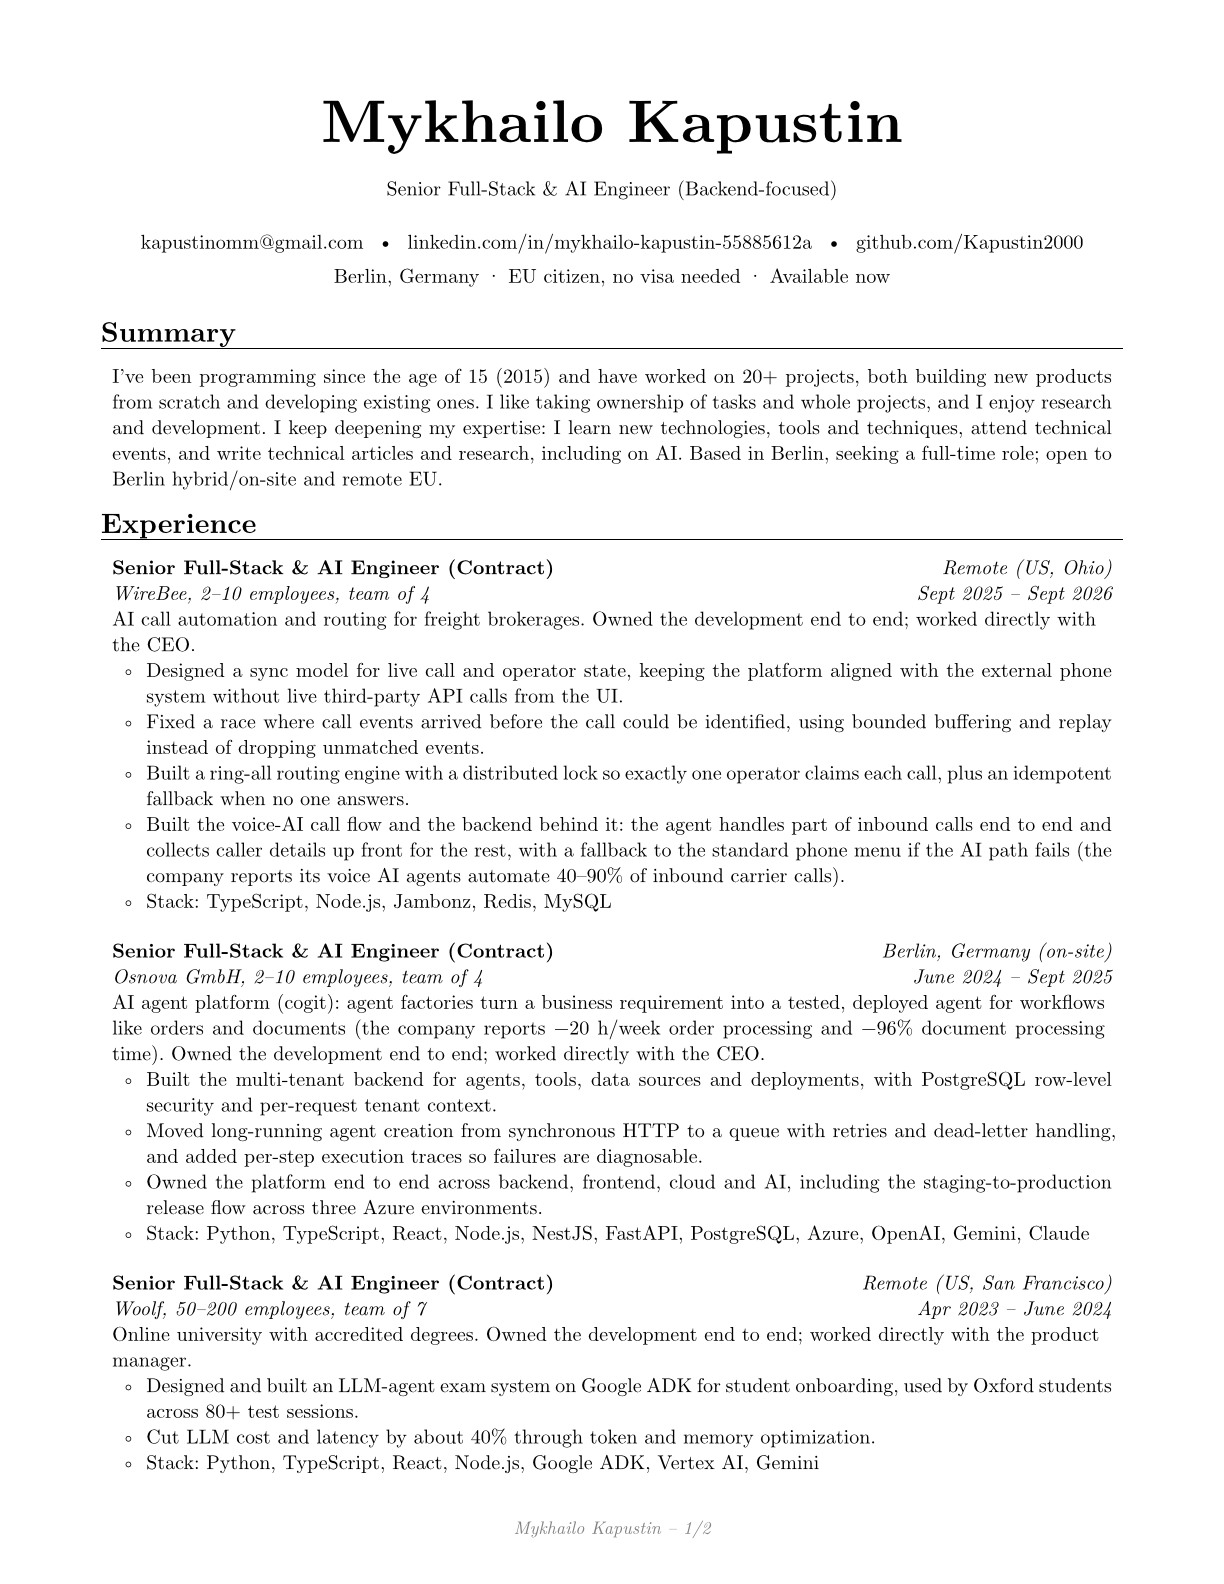 Mykhailo Kapustin
Senior Full-Stack & AI Engineer (Backend-focused)
kapustinomm@gmail.com • linkedin.com/in/mykhailo-kapustin-55885612a • github.com/Kapustin2000
Berlin, Germany · EU citizen, no visa needed · Available now
Summary
I've been programming since the age of 15 (2015) and have worked on 20+ projects, both building new products
from scratch and developing existing ones. I like taking ownership of tasks and whole projects, and I enjoy research
and development. I keep deepening my expertise: I learn new technologies, tools and techniques, attend technical
events, and write technical articles and research, including on AI. Based in Berlin, seeking a full-time role; open to
Berlin hybrid/on-site and remote EU.
Experience
Senior Full-Stack & AI Engineer (Contract) Remote (US, Ohio)
WireBee, 2–10 employees, team of 4 Sept 2025 – Sept 2026
AI call automation and routing for freight brokerages. Owned the development end to end; worked directly with
the CEO.
◦ Designed a sync model for live call and operator state, keeping the platform aligned with the external phone
system without live third-party API calls from the UI.
◦ Fixed a race where call events arrived before the call could be identified, using bounded buffering and replay
instead of dropping unmatched events.
◦ Built a ring-all routing engine with a distributed lock so exactly one operator claims each call, plus an idempotent
fallback when no one answers.
◦ Built the voice-AI call flow and the backend behind it: the agent handles part of inbound calls end to end and
collects caller details up front for the rest, with a fallback to the standard phone menu if the AI path fails (the
company reports its voice AI agents automate 40–90% of inbound carrier calls).
◦ Stack: TypeScript, Node.js, Jambonz, Redis, MySQL
Senior Full-Stack & AI Engineer (Contract) Berlin, Germany (on-site)
Osnova GmbH, 2–10 employees, team of 4 June 2024 – Sept 2025
AI agent platform (cogit): agent factories turn a business requirement into a tested, deployed agent for workflows
like orders and documents (the company reports −20 h/week order processing and −96% document processing
time). Owned the development end to end; worked directly with the CEO.
◦ Built the multi-tenant backend for agents, tools, data sources and deployments, with PostgreSQL row-level
security and per-request tenant context.
◦ Moved long-running agent creation from synchronous HTTP to a queue with retries and dead-letter handling,
and added per-step execution traces so failures are diagnosable.
◦ Owned the platform end to end across backend, frontend, cloud and AI, including the staging-to-production
release flow across three Azure environments.
◦ Stack: Python, TypeScript, React, Node.js, NestJS, FastAPI, PostgreSQL, Azure, OpenAI, Gemini, Claude
Senior Full-Stack & AI Engineer (Contract) Remote (US, San Francisco)
Woolf, 50–200 employees, team of 7 Apr 2023 – June 2024
Online university with accredited degrees. Owned the development end to end; worked directly with the product
manager.
◦ Designed and built an LLM-agent exam system on Google ADK for student onboarding, used by Oxford students
across 80+ test sessions.
◦ Cut LLM cost and latency by about 40% through token and memory optimization.
◦ Stack: Python, TypeScript, React, Node.js, Google ADK, Vertex AI, Gemini
Mykhailo Kapustin – 1/2